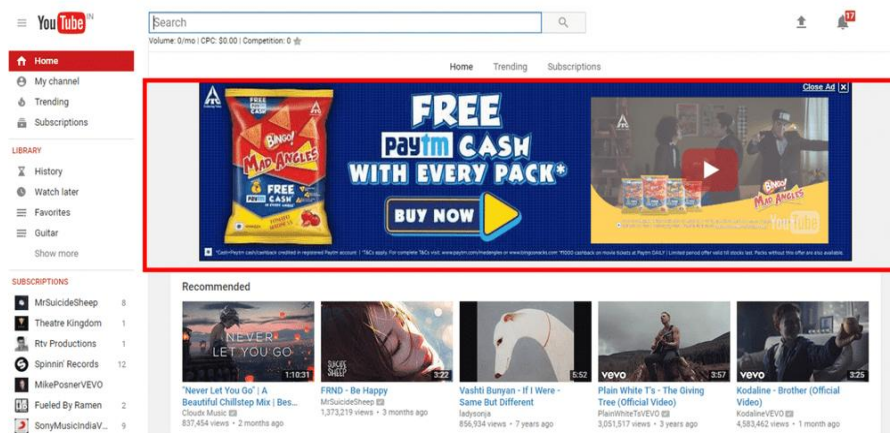 YouTube IN
Search
17
Volume: 0/mo | CPC: $0.00 | Competition: 0
Home
My channel
Trending
Subscriptions
LIBRARY
History
Watch later
Favorites
Guitar
Show more
SUBSCRIPTIONS
MrSuicideSheep 8
Theatre Kingdom 1
Rtv Productions 1
Spinnin' Records 12
MikePosnerVEVO
Fueled By Ramen 2
SonyMusicIndiaV... 9
Home Trending Subscriptions
Close Ad X
FREE
PAYTM CASH
BINGO!
MAD ANGLES
FREE
paytm CASH
WITH EVERY PACK*
BUY NOW
BINGO!
MAD ANGLES
YouTube
Recommended
NEVER
LET YOU GO
1:10:31
"Never Let You Go" | A
Beautiful Chillstep Mix | Bes...
Cloudx Music
837,454 views • 2 months ago
SUICIDE
SHEEP
3:22
FRND - Be Happy
MrSuicideSheep
1,373,219 views • 3 months ago
5:52
Vashti Bunyan - If I Were -
Same But Different
ladysonja
856,934 views • 7 years ago
vevo
3:57
Plain White T's - The Giving
Tree (Official Video)
PlainWhiteTsVEVO
3,051,517 views • 3 years ago
vevo
3:25
Kodaline - Brother (Official
Video)
KodalineVEVO
4,583,462 views • 1 month ago